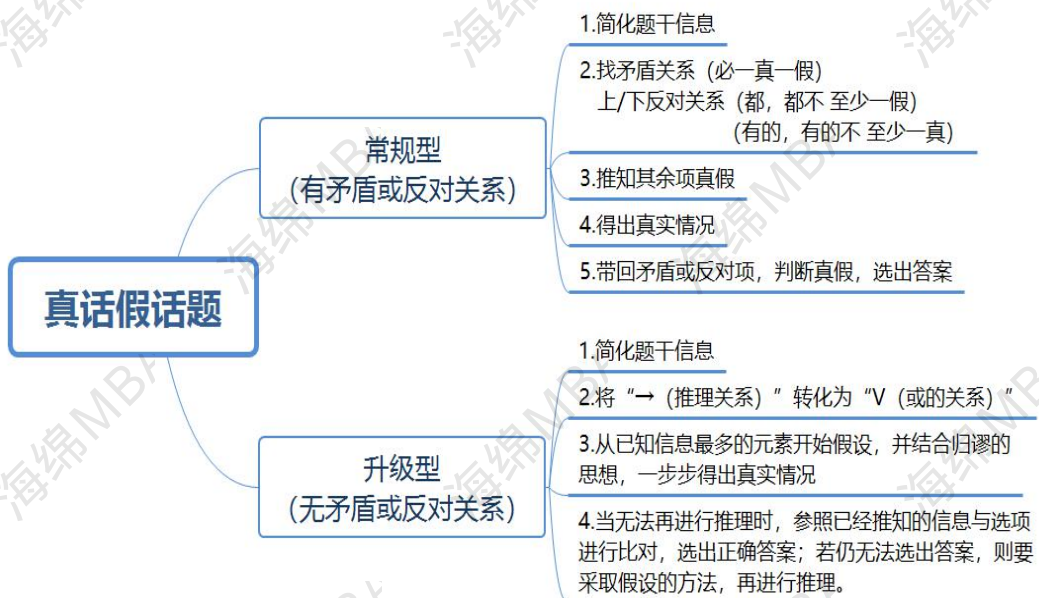 真话假话题
常规型
（有矛盾或反对关系）
1.简化题干信息
2.找矛盾关系（必一真一假）
上/下反对关系（都，都不 至少一假）
（有的，有的不 至少一真）
3.推知其余项真假
4.得出真实情况
5.带回矛盾或反对项，判断真假，选出答案
升级型
（无矛盾或反对关系）
1.简化题干信息
2.将“→（推理关系）”转化为“V（或的关系）”
3.从已知信息最多的元素开始假设，并结合归谬的
思想，一步步得出真实情况
4.当无法再进行推理时，参照已经推知的信息与选项
进行比对，选出正确答案；若仍无法选出答案，则要
采取假设的方法，再进行推理。
海绵MBA